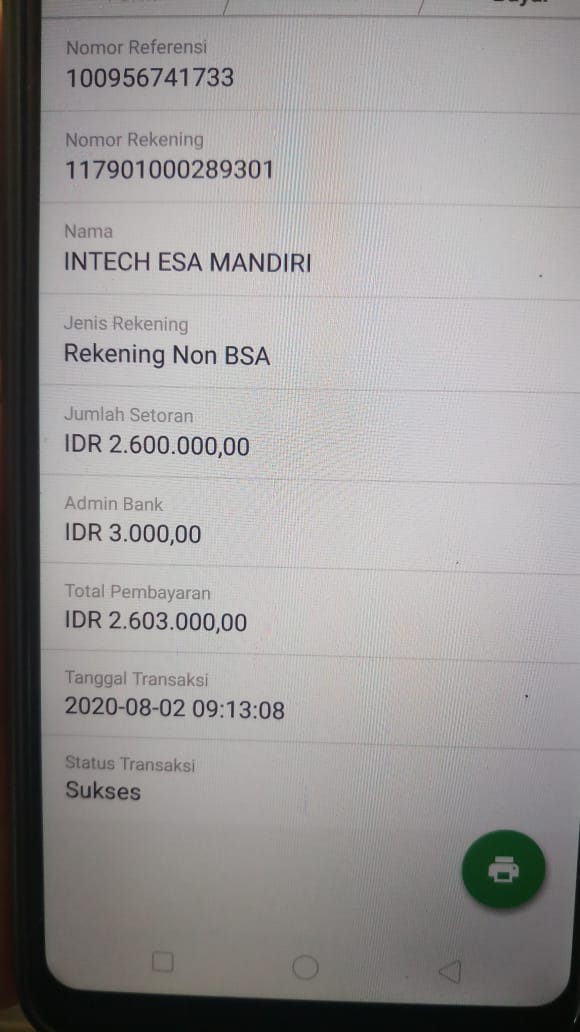 Nomor Referensi
100956741733
Nomor Rekening
117901000289301
Nama
INTECH ESA MANDIRI
Jenis Rekening
Rekening Non BSA
Jumlah Setoran
IDR 2.600.000,00
Admin Bank
IDR 3.000,00
Total Pembayaran
IDR 2.603.000,00
Tanggal Transaksi
2020-08-02 09:13:08
Status Transaksi
Sukses